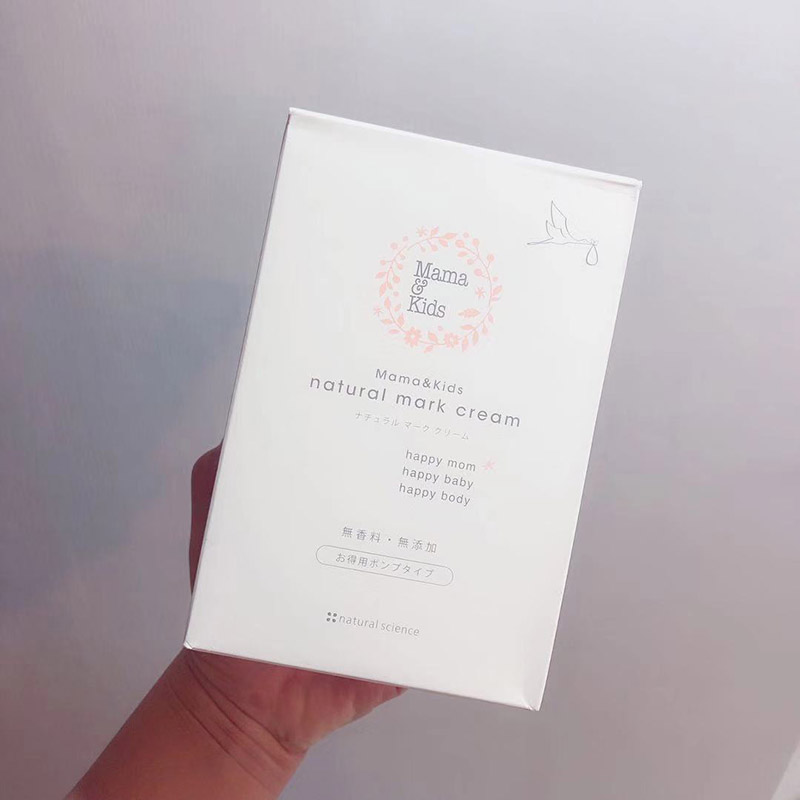 Mama
&
Kids
Mama&Kids
natural mark cream
ナチュラル マーク クリーム
happy mom
happy baby
happy body
無香料・無添加
お得用ポンプタイプ
natural science